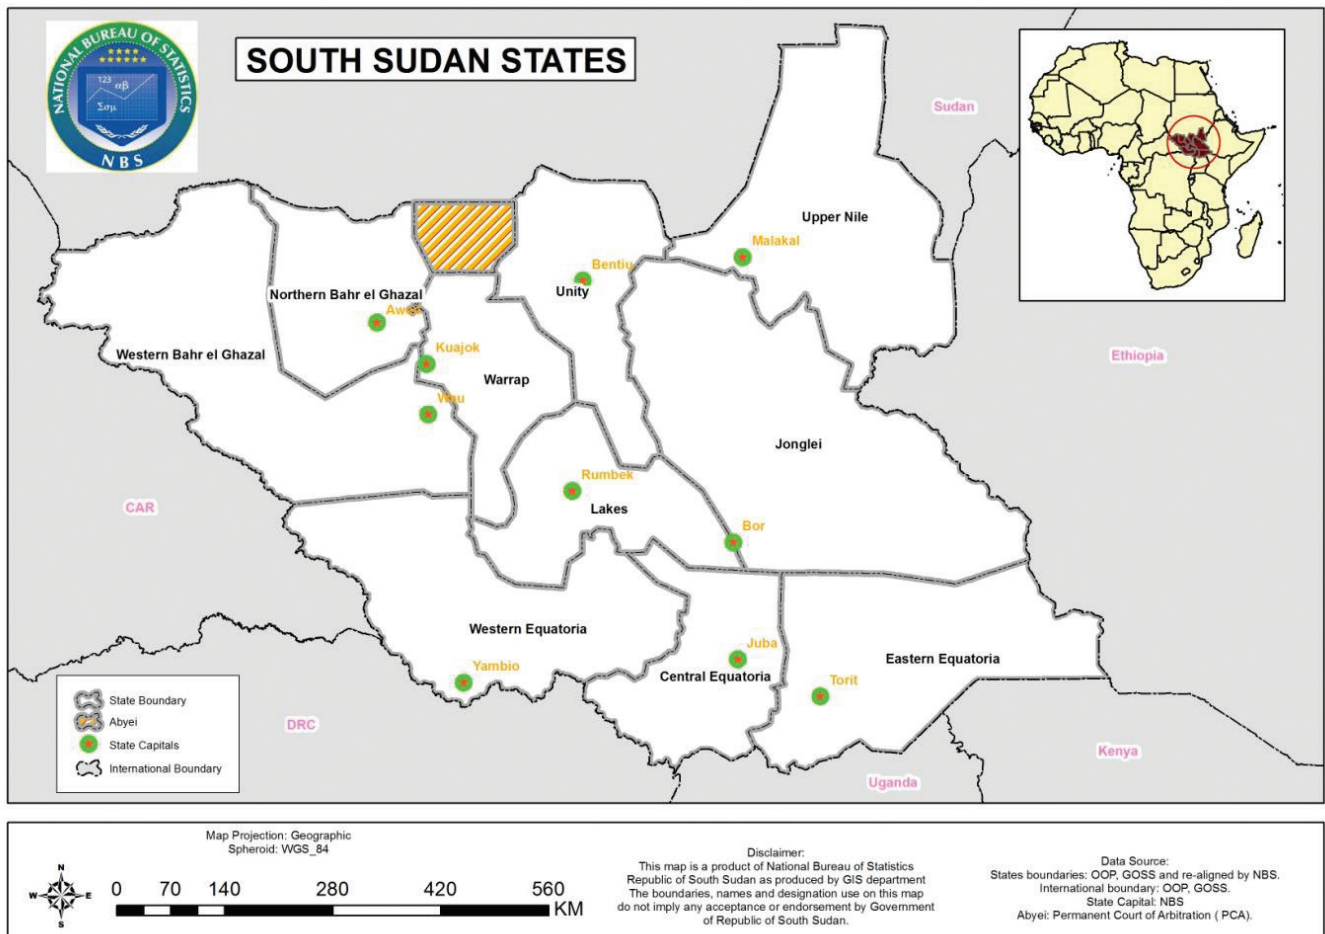 NATIONAL BUREAU OF STATISTICS
123
αβ
Σσμ
NBS
SOUTH SUDAN STATES
Sudan
Upper Nile
Malakal
Bentiu
Unity
Northern Bahr el Ghazal
Kuajok
Western Bahr el Ghazal
Warrap
Ethiopia
Jonglei
Rumbek
Lakes
CAR
Bor
Western Equatoria
Juba
Eastern Equatoria
Yambio
Central Equatoria
Torit
DRC
Kenya
Uganda
State Boundary
Abyei
State Capitals
International Boundary
Map Projection: Geographic
Spheroid: WGS_84
N
W E
S
0 70 140 280 420 560
KM
Disclaimer:
This map is a product of National Bureau of Statistics
Republic of South Sudan as produced by GIS department
The boundaries, names and designation use on this map
do not imply any acceptance or endorsement by Government
of Republic of South Sudan.
Data Source:
States boundaries: OOP, GOSS and re-aligned by NBS.
International boundary: OOP, GOSS.
State Capital: NBS
Abyei: Permanent Court of Arbitration ( PCA).